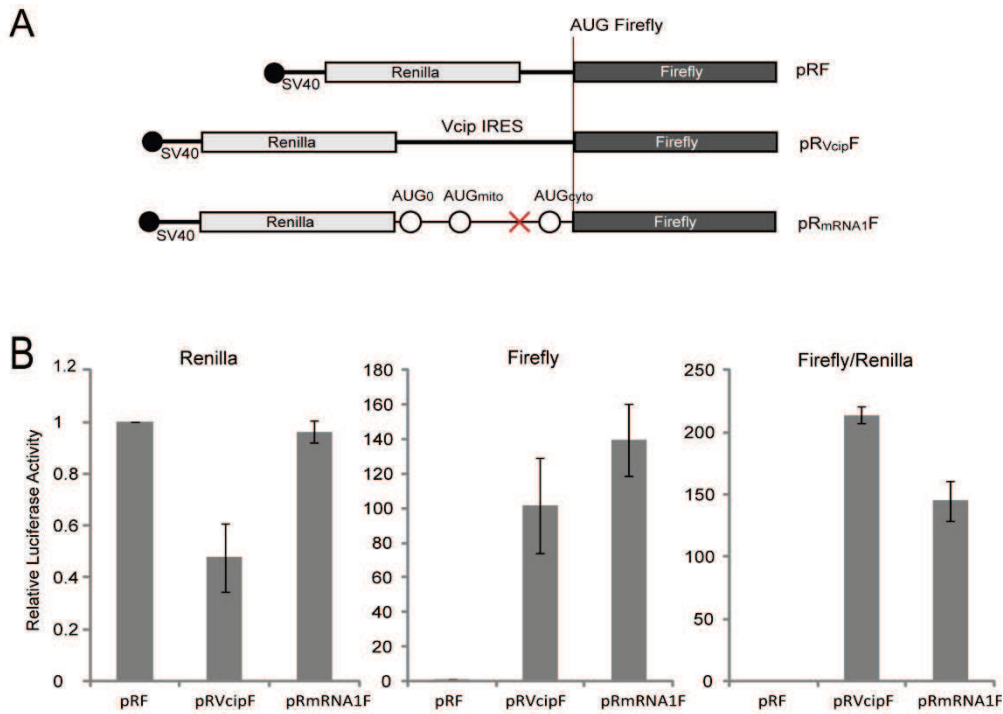 A
AUG Firefly
SV40 Renilla Firefly pRF
Vcip IRES
SV40 Renilla Firefly pRVcipF
AUG0 AUGmito AUGcyto
SV40 Renilla Firefly pRmRNA1F
B
Renilla Firefly Firefly/Renilla
Relative Luciferase Activity
1.2
1
0.8
0.6
0.4
0.2
0
pRF pRVcipF pRmRNA1F
180
160
140
120
100
80
60
40
20
0
pRF pRVcipF pRmRNA1F
250
200
150
100
50
0
pRF pRVcipF pRmRNA1F